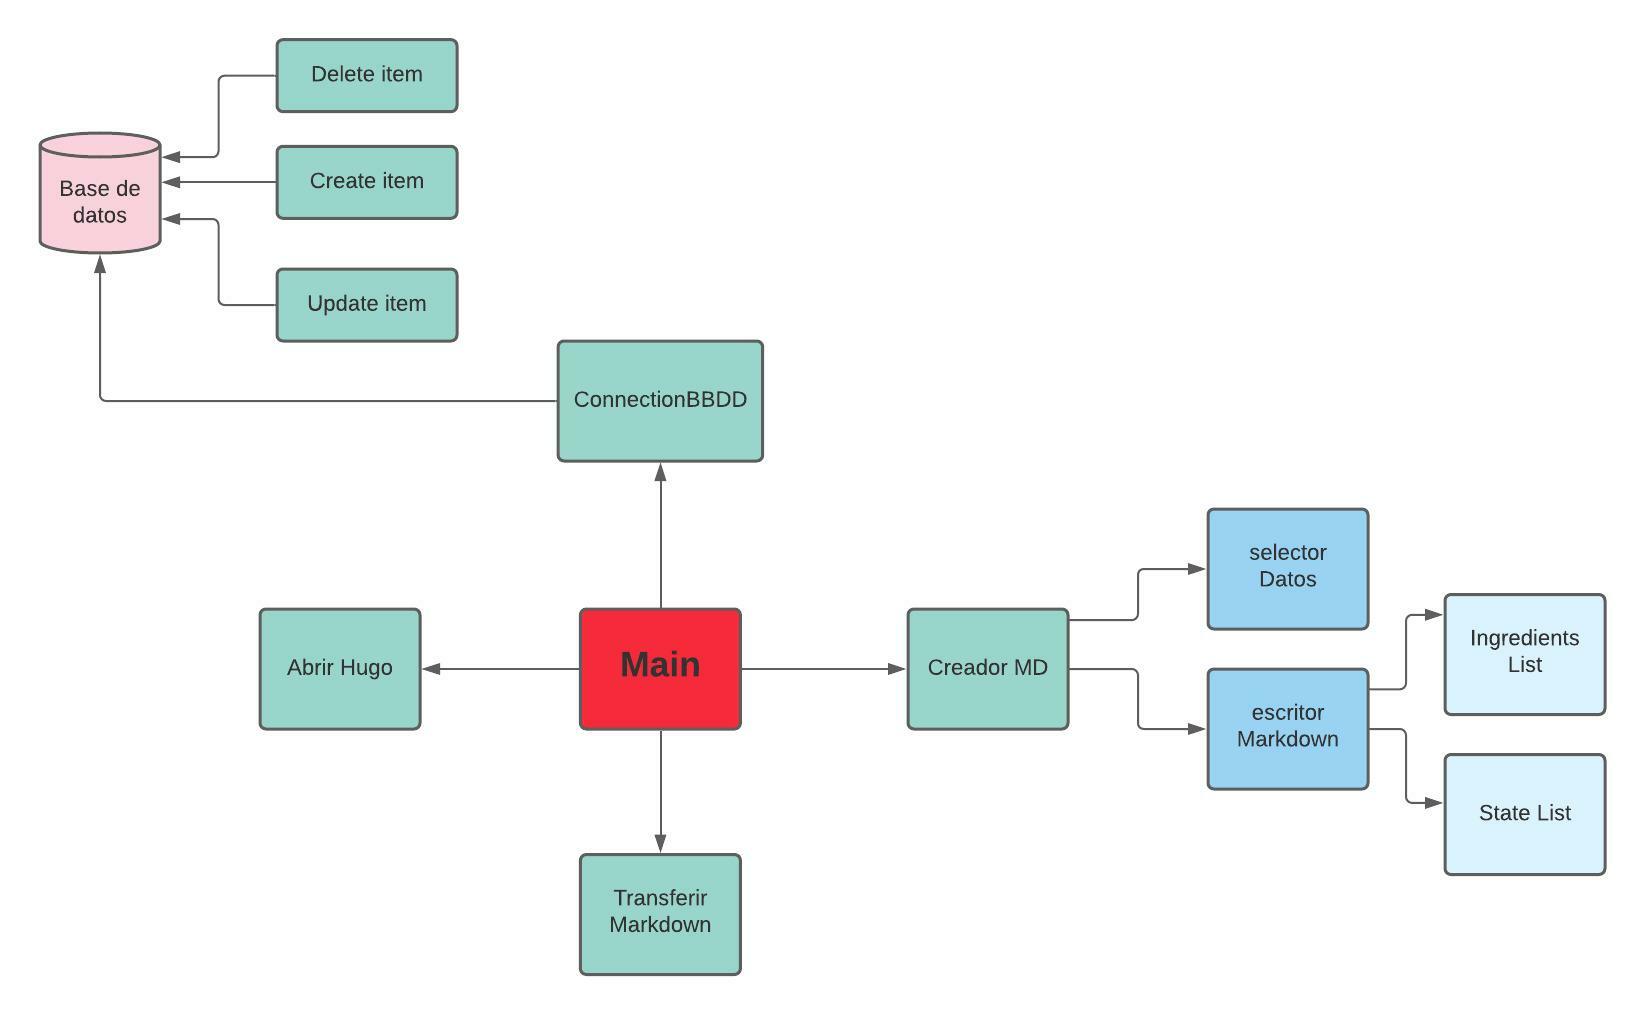 Delete item
Create item
Base de
datos
Update item
ConnectionBBDD
selector
Datos
Abrir Hugo
Main
Creador MD
Ingredients
List
escritor
Markdown
State List
Transferir
Markdown